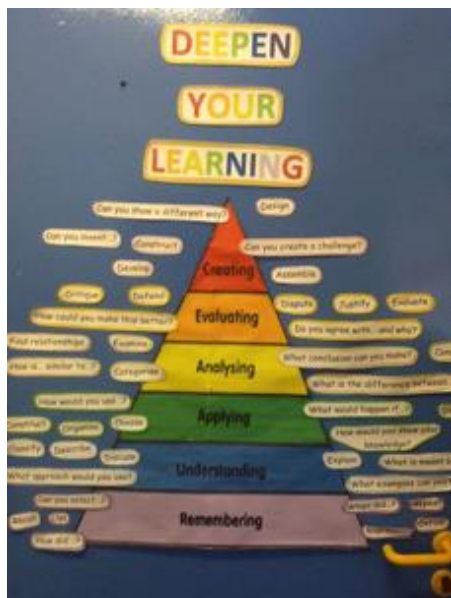 DEEPEN
YOUR
LEARNING
Can you show a different way?
Design
Can you invent..?
Construct
Can you create a challenge?
Develop
Creating
Assemble
Critique
Defend
Dispute
Justify
Evaluate
How could you make this better?
Evaluating
Do you agree with... and why?
Find relationships
Examine
What conclusion can you make?
How is... similar to..?
Categorise
Analysing
What is the difference between
How would you use..?
What would happen if..?
Organise
Choose
Applying
How would you show your
knowledge?
Describe
Discuss
Explain
What is meant
What approach would you use?
Understanding
What examples can you
Can you select..?
Recall
List
Remembering
How did..?